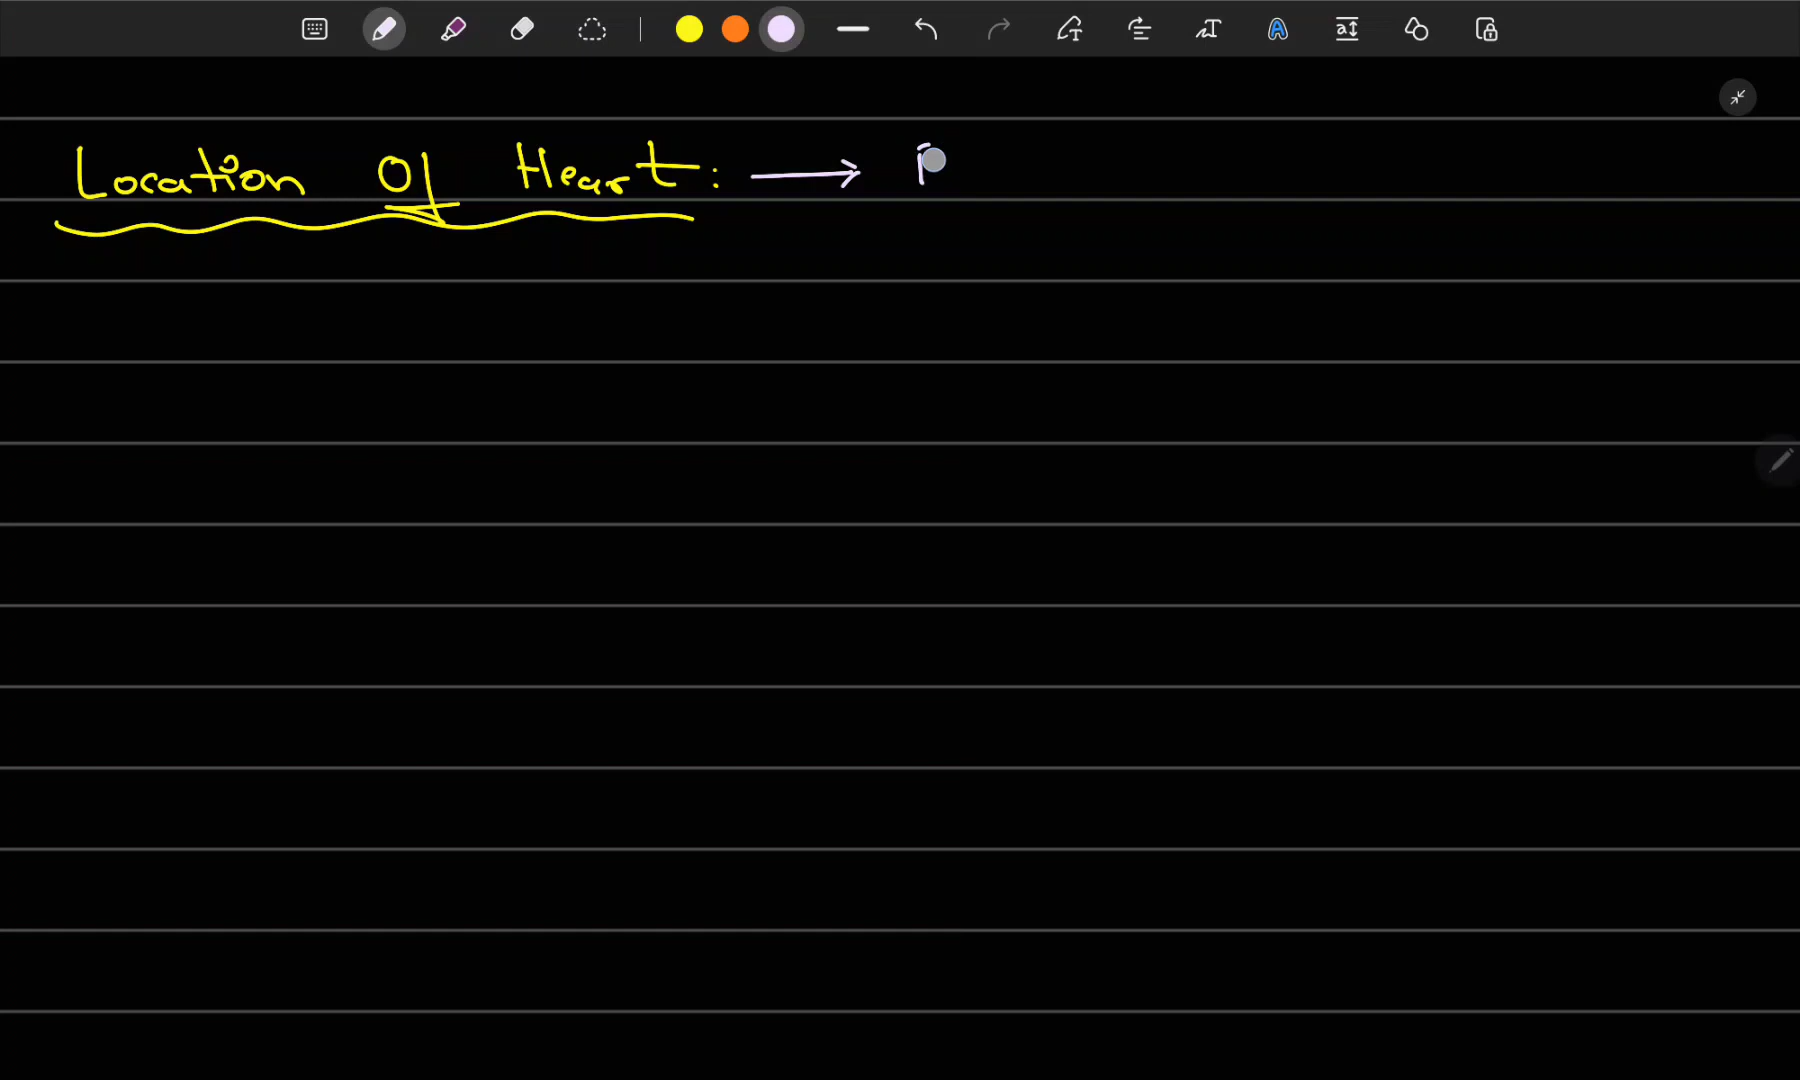 Location Of Heart: →